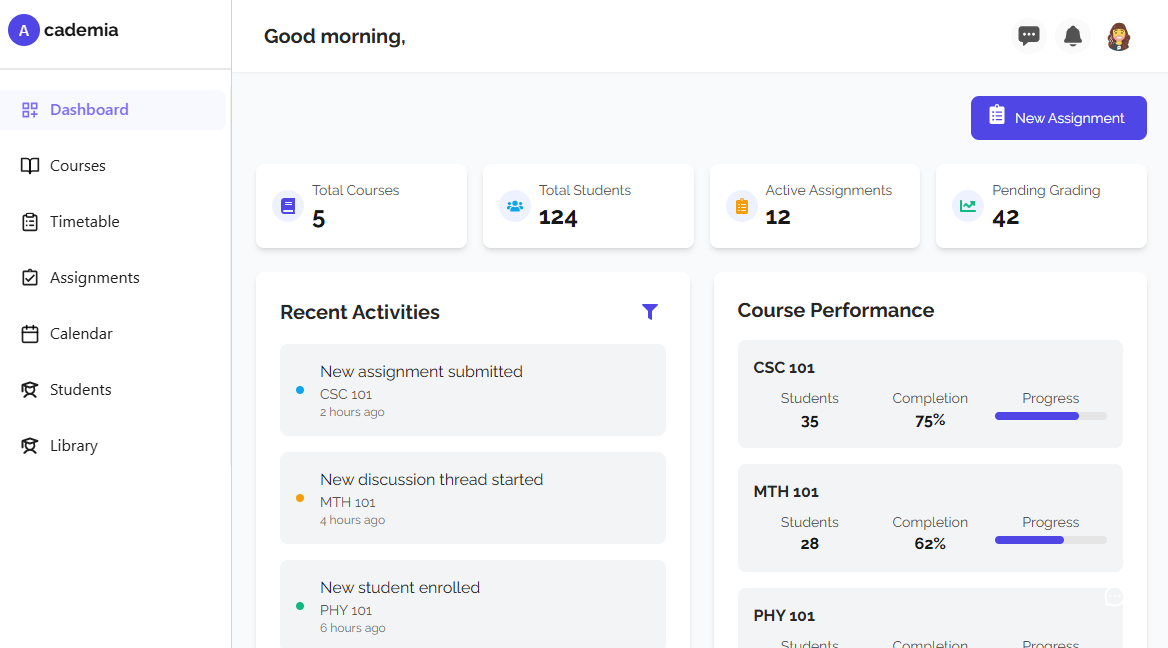 A cademia
Good morning,
Dashboard
Courses
Timetable
Assignments
Calendar
Students
Library
New Assignment
Total Courses
5
Total Students
124
Active Assignments
12
Pending Grading
42
Recent Activities
New assignment submitted
CSC 101
2 hours ago
New discussion thread started
MTH 101
4 hours ago
New student enrolled
PHY 101
6 hours ago
Course Performance
CSC 101
Students Completion Progress
35 75%
MTH 101
Students Completion Progress
28 62%
PHY 101
Students Completion Progress